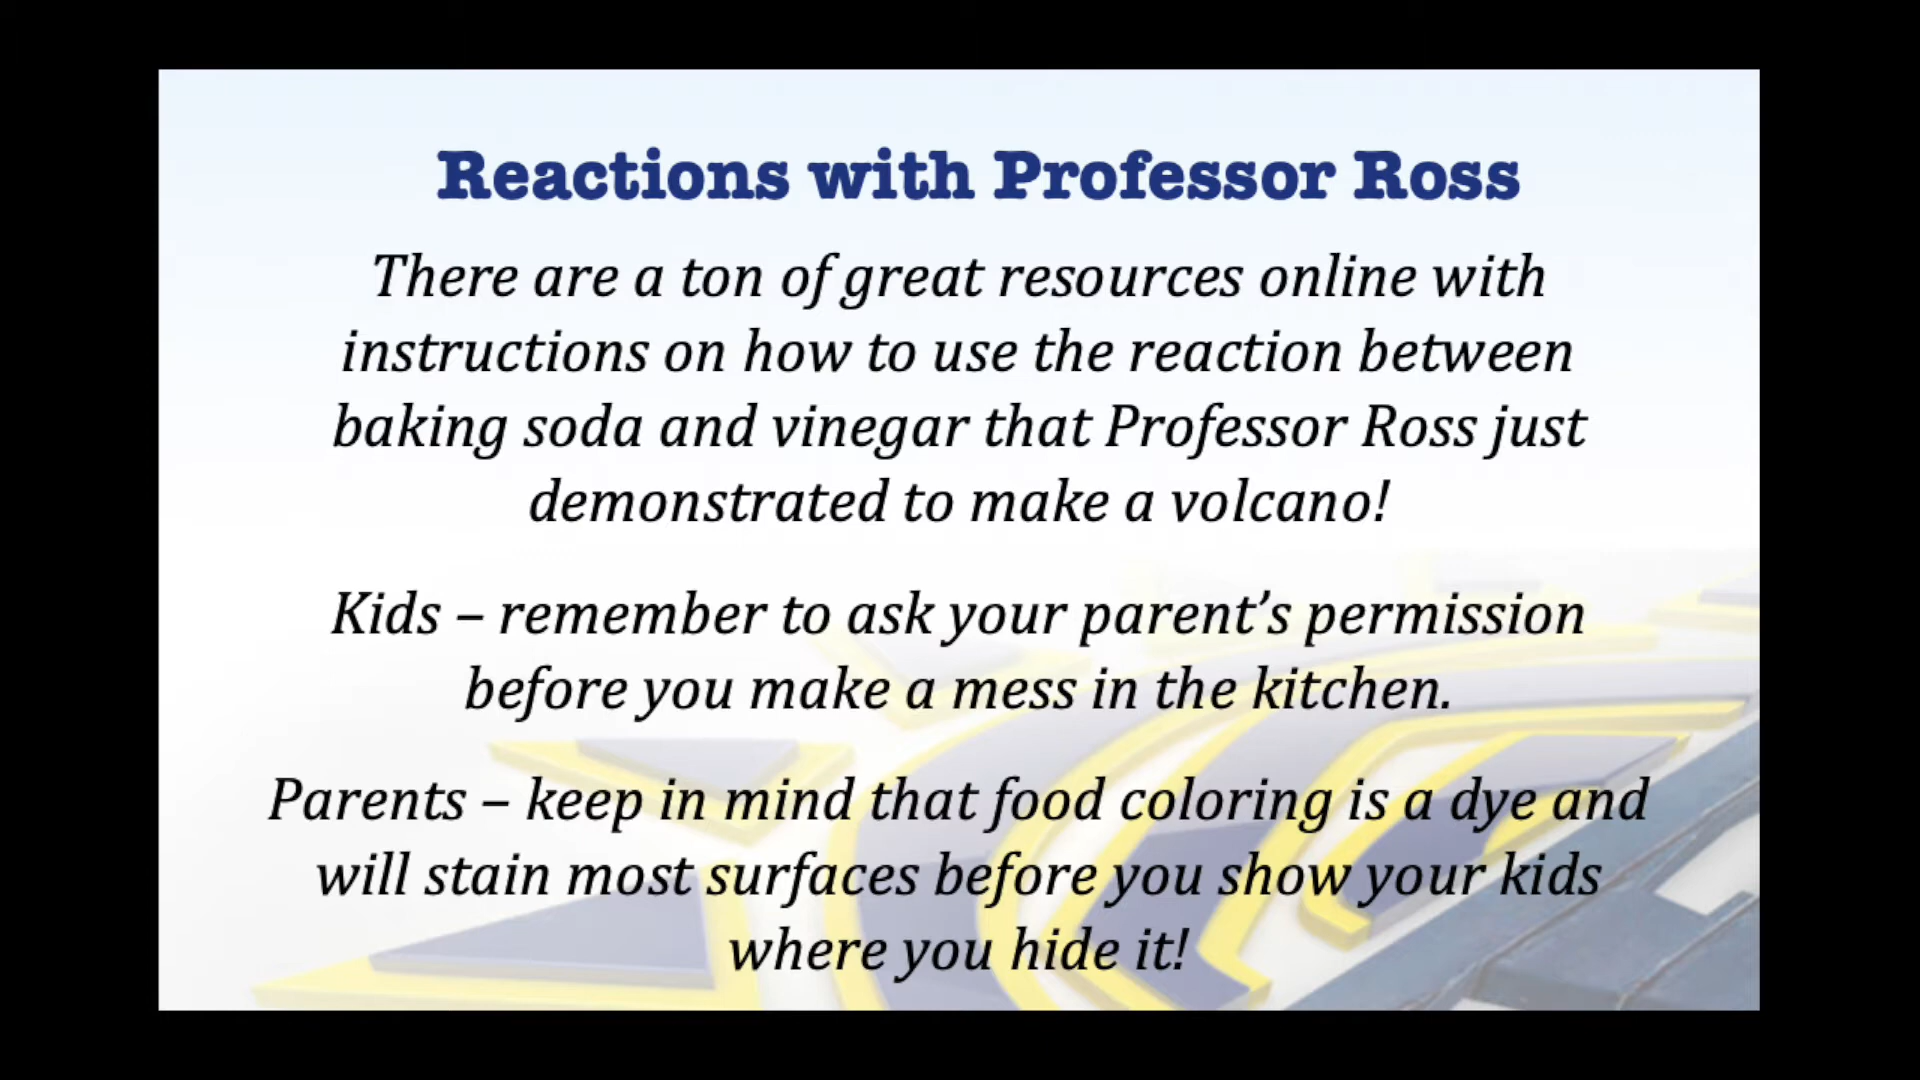 Reactions with Professor Ross
There are a ton of great resources online with
instructions on how to use the reaction between
baking soda and vinegar that Professor Ross just
demonstrated to make a volcano!
Kids – remember to ask your parent’s permission
before you make a mess in the kitchen.
Parents – keep in mind that food coloring is a dye and
will stain most surfaces before you show your kids
where you hide it!